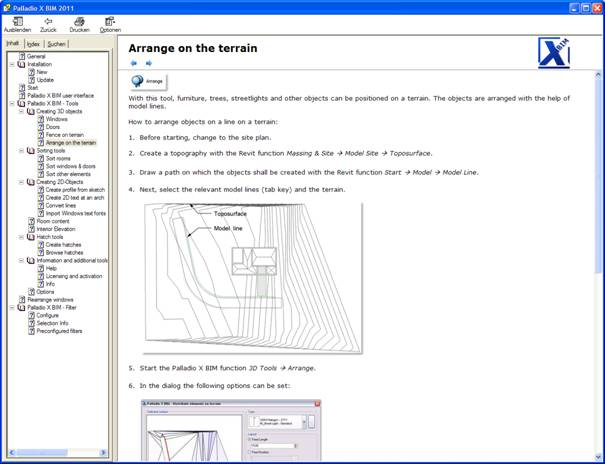 Palladio X BIM 2011
Ausblenden Zurück Drucken Optionen
Inhalt Index Suchen
General
Installation
New
Update
Start
Palladio X BIM user interface
Palladio X BIM - Tools
Creating 3D objects
Windows
Doors
Fence on terrain
Arrange on the terrain
Sorting tools
Sort rooms
Sort windows & doors
Sort other elements
Creating 2D-Objects
Create profile from sketch
Create 2D text at an arch
Convert lines
Import Windows text fonts
Room content
Interior Elevation
Hatch tools
Create hatches
Browse hatches
Information and additional tools
Help
Licensing and activation
Info
Options
Rearrange windows
Palladio X BIM - Filter
Configure
Selection Info
Preconfigured filters
Arrange on the terrain
X BIM
Arrange
With this tool, furniture, trees, streetlights and other objects can be positioned on a terrain. The objects are arranged with the help of
model lines.
How to arrange objects on a line on a terrain:
1. Before starting, change to the site plan.
2. Create a topography with the Revit function Massing & Site → Model Site → Toposurface.
3. Draw a path on which the objects shall be created with the Revit function Start → Model → Model Line.
4. Next, select the relevant model lines (tab key) and the terrain.
Toposurface
Model line
5. Start the Palladio X BIM function 3D Tools → Arrange.
6. In the dialog the following options can be set:
Palladio X BIM - Distribute elements on terrain